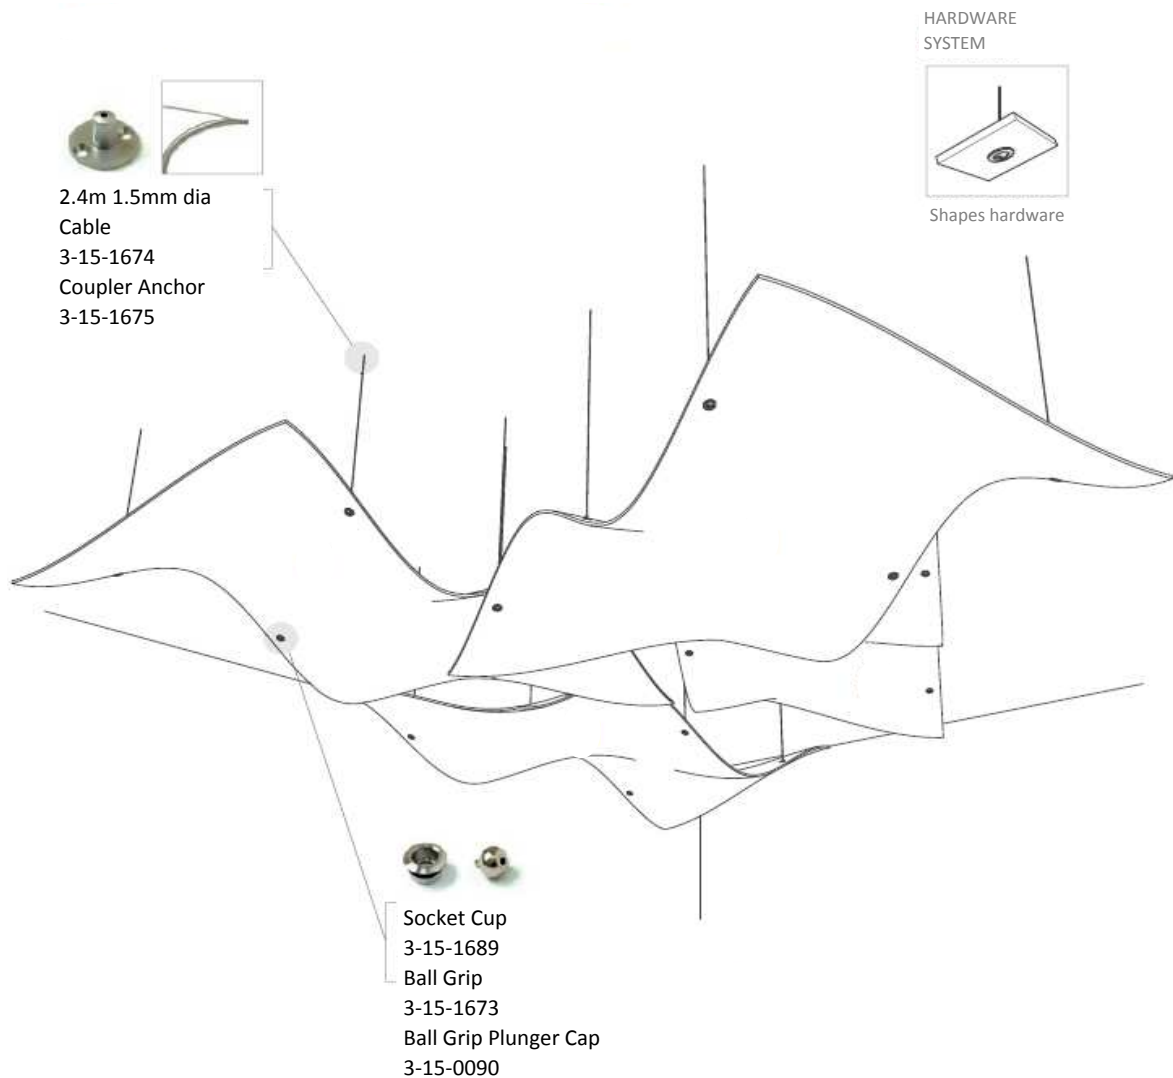 HARDWARE
SYSTEM
Shapes hardware
2.4m 1.5mm dia
Cable
3-15-1674
Coupler Anchor
3-15-1675
Socket Cup
3-15-1689
Ball Grip
3-15-1673
Ball Grip Plunger Cap
3-15-0090